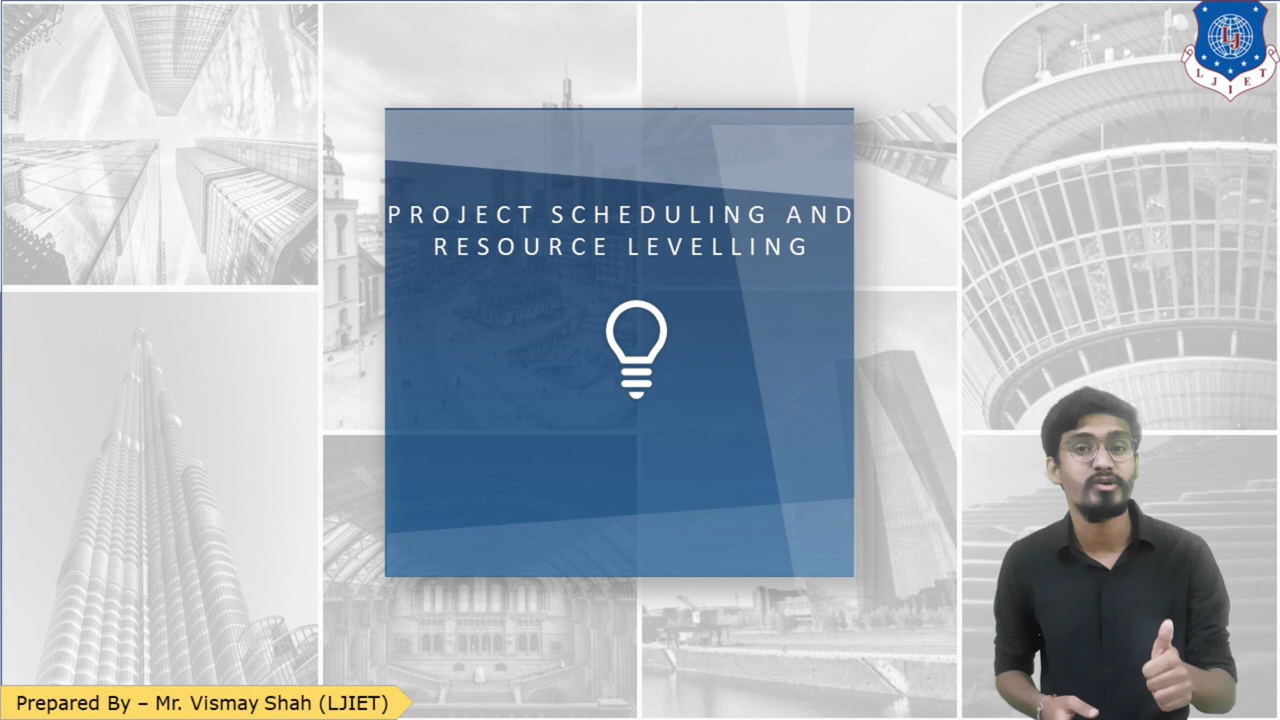 LJIET
PROJECT SCHEDULING AND
RESOURCE LEVELLING
Prepared By – Mr. Vismay Shah (LJIET)